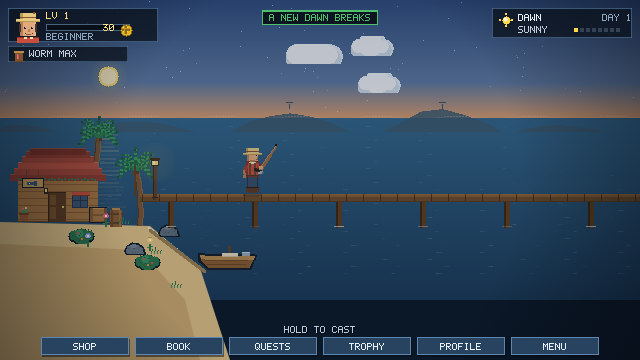 LV 1
30
BEGINNER
WORM MAX
A NEW DAWN BREAKS
DAWN
DAY 1
SUNNY
HOLD TO CAST
SHOP
BOOK
QUESTS
TROPHY
PROFILE
MENU